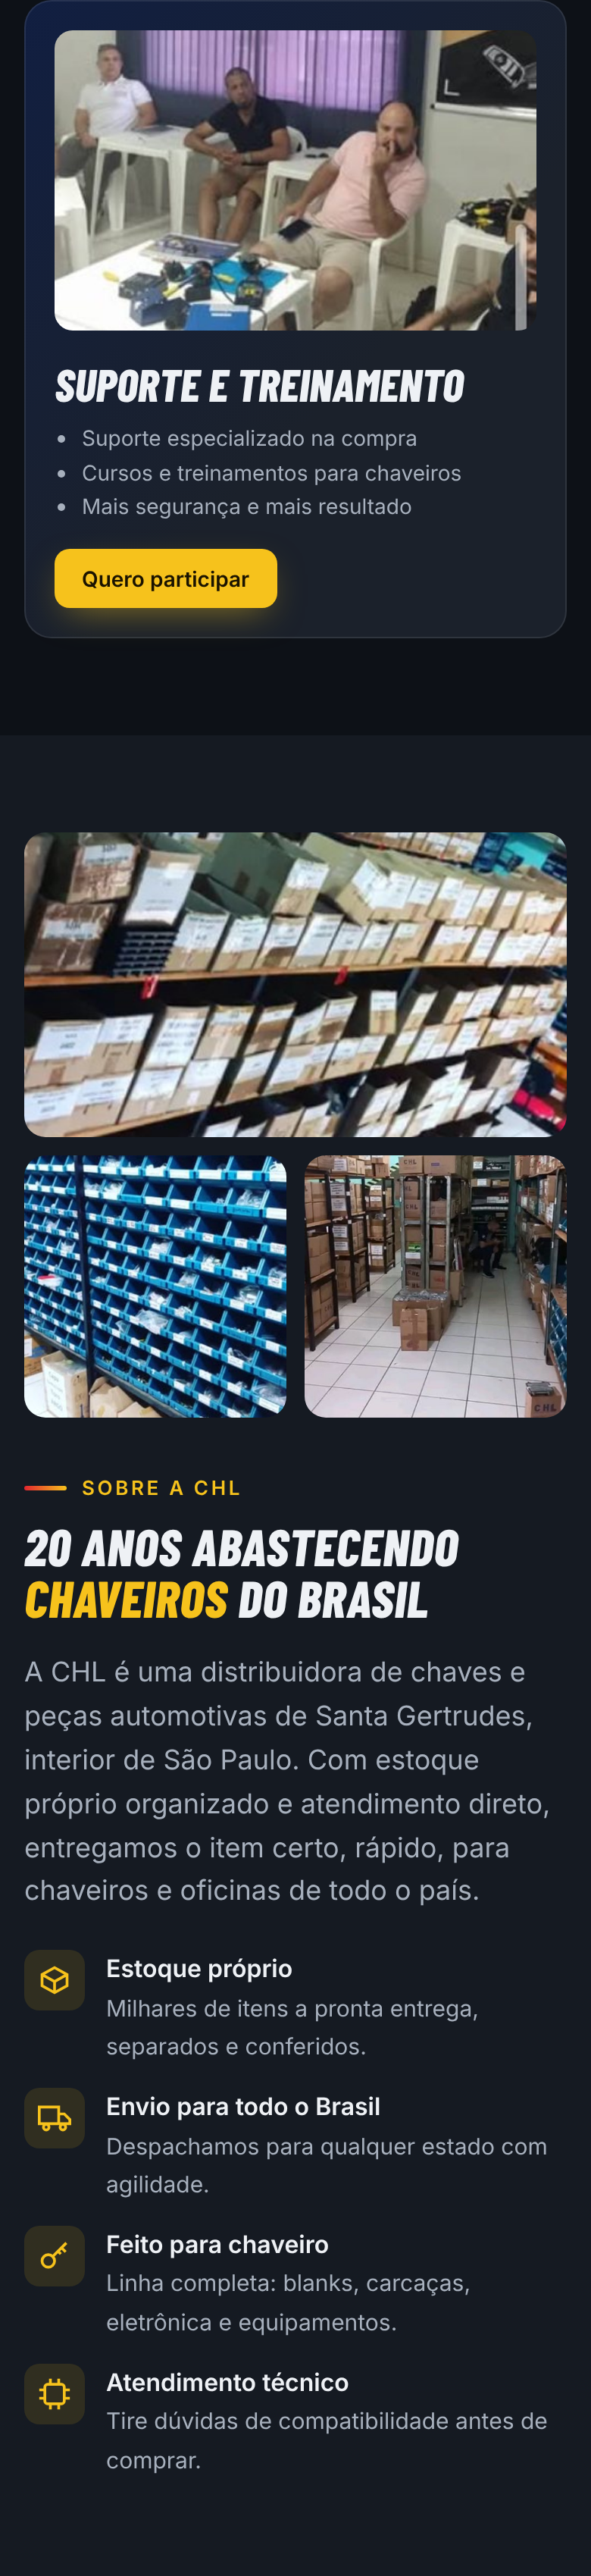 SUPORTE E TREINAMENTO
• Suporte especializado na compra
• Cursos e treinamentos para chaveiros
• Mais segurança e mais resultado
Quero participar
CHL
CHL
CHL
SOBRE A CHL
20 ANOS ABASTECENDO
CHAVEIROS DO BRASIL
A CHL é uma distribuidora de chaves e
peças automotivas de Santa Gertrudes,
interior de São Paulo. Com estoque
próprio organizado e atendimento direto,
entregamos o item certo, rápido, para
chaveiros e oficinas de todo o país.
Estoque próprio
Milhares de itens a pronta entrega,
separados e conferidos.
Envio para todo o Brasil
Despachamos para qualquer estado com
agilidade.
Feito para chaveiro
Linha completa: blanks, carcaças,
eletrônica e equipamentos.
Atendimento técnico
Tire dúvidas de compatibilidade antes de
comprar.